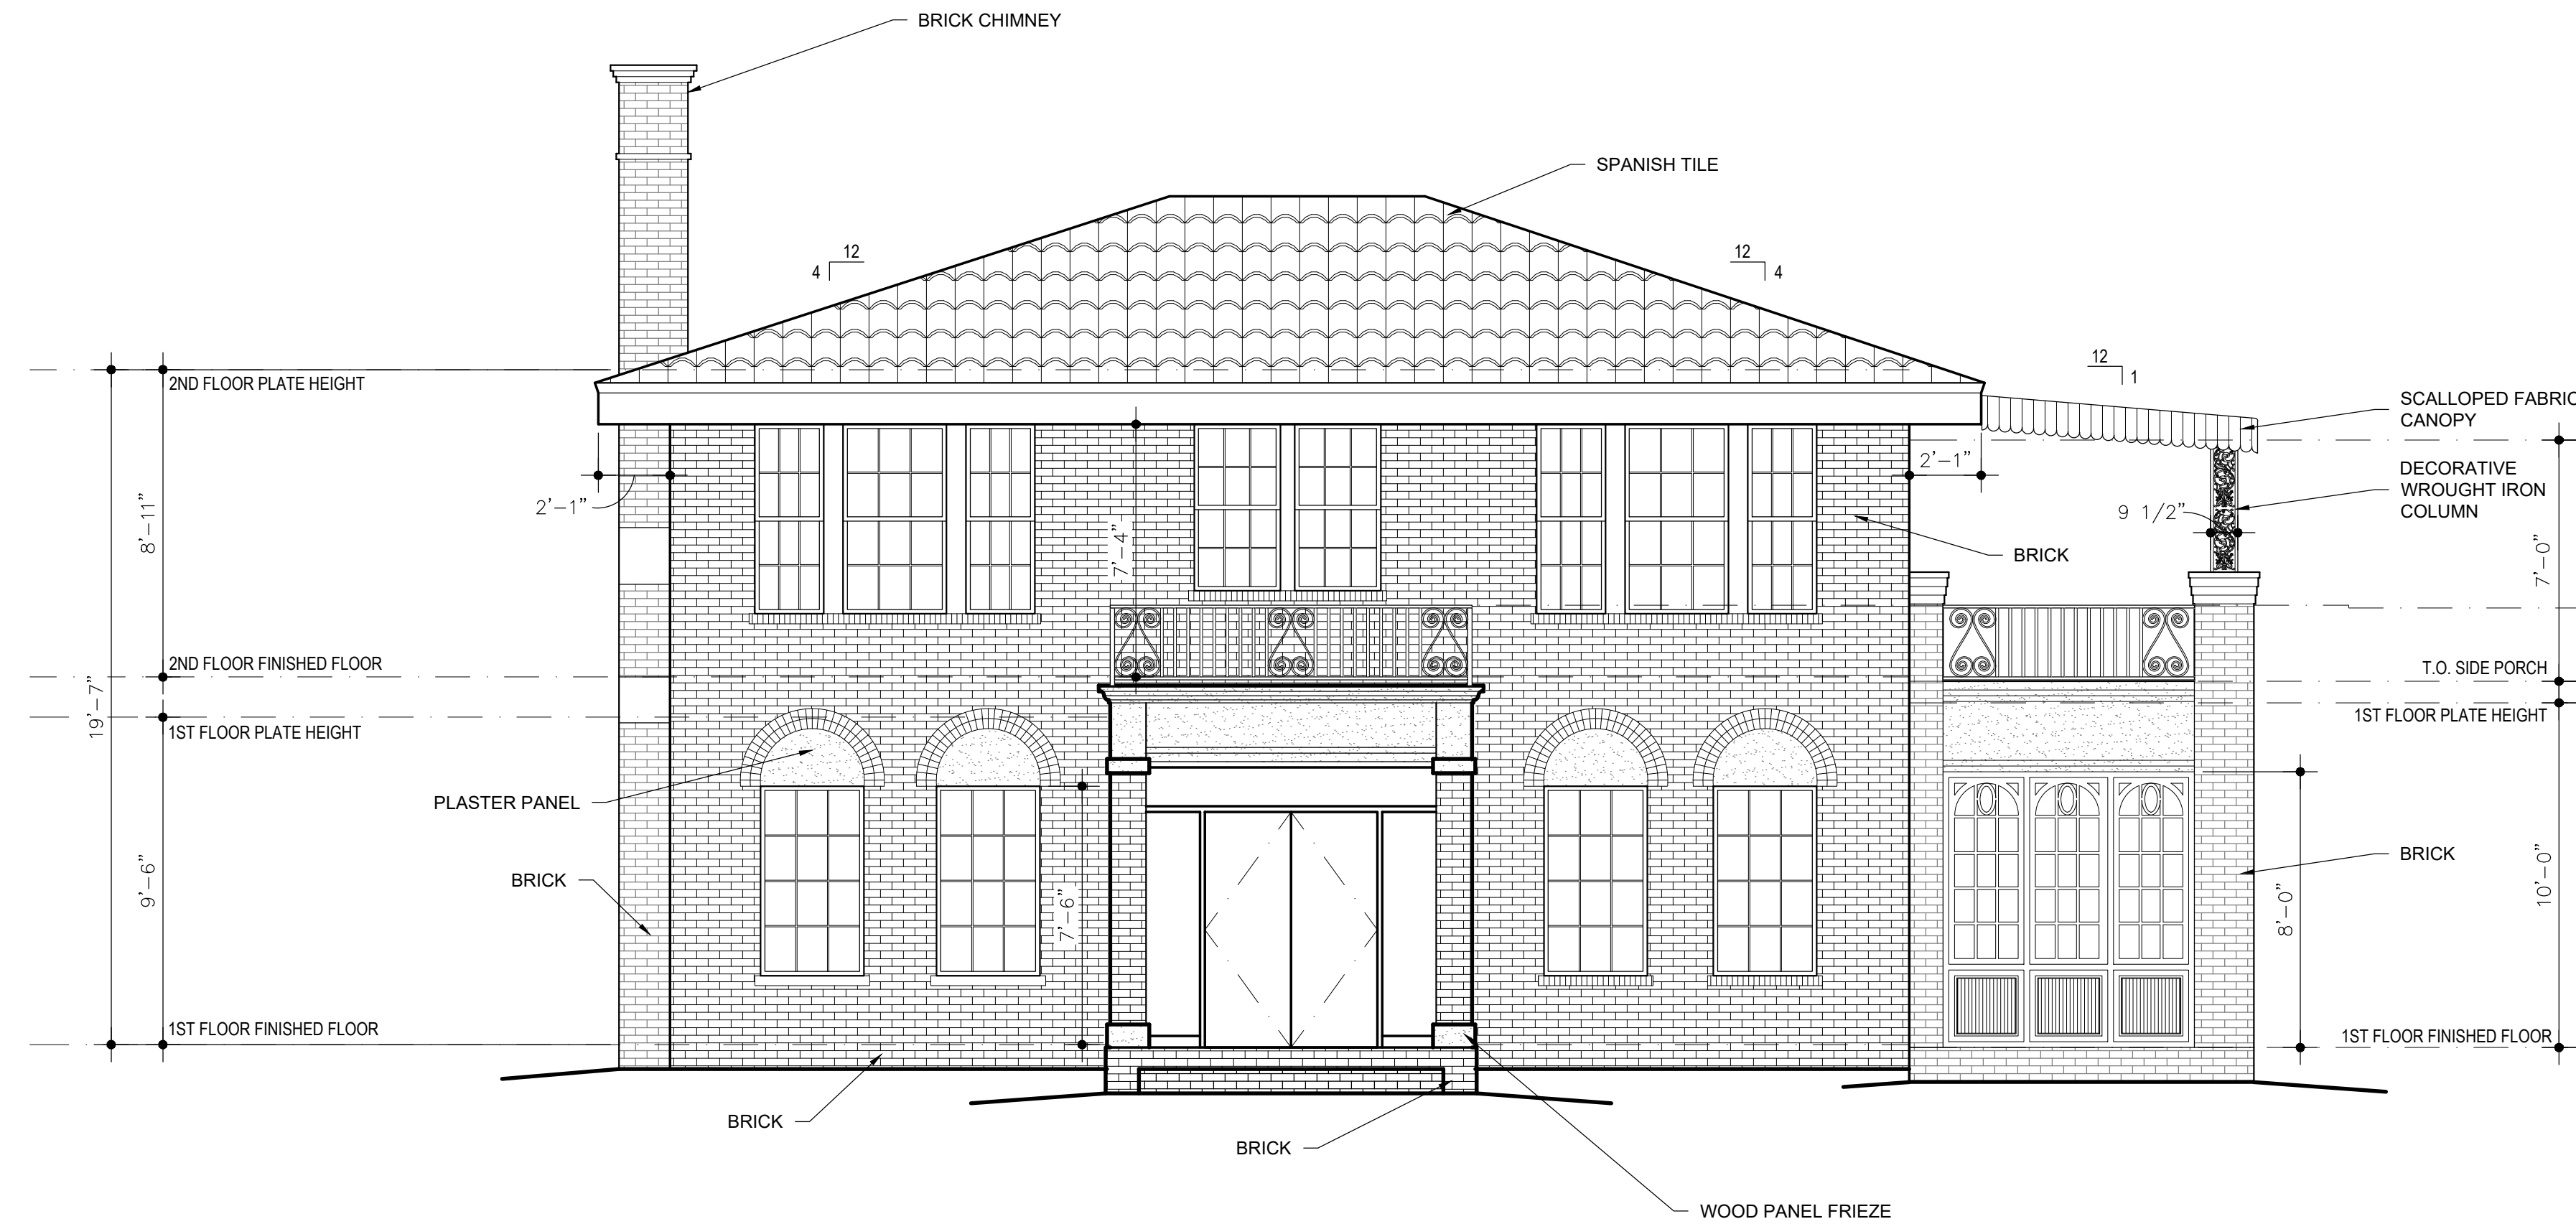 BRICK CHIMNEY
SPANISH TILE
12
4
12
4
12
1
2ND FLOOR PLATE HEIGHT
SCALLOPED FABRIC
CANOPY
DECORATIVE
WROUGHT IRON
COLUMN
2'-1"
2'-1"
9 1/2"
8'-11"
7'-4"
BRICK
7'-0"
2ND FLOOR FINISHED FLOOR
T.O. SIDE PORCH
19'-7"
1ST FLOOR PLATE HEIGHT
1ST FLOOR PLATE HEIGHT
PLASTER PANEL
BRICK
BRICK
9'-6"
7'-6"
8'-0"
10'-0"
1ST FLOOR FINISHED FLOOR
1ST FLOOR FINISHED FLOOR
BRICK
BRICK
WOOD PANEL FRIEZE